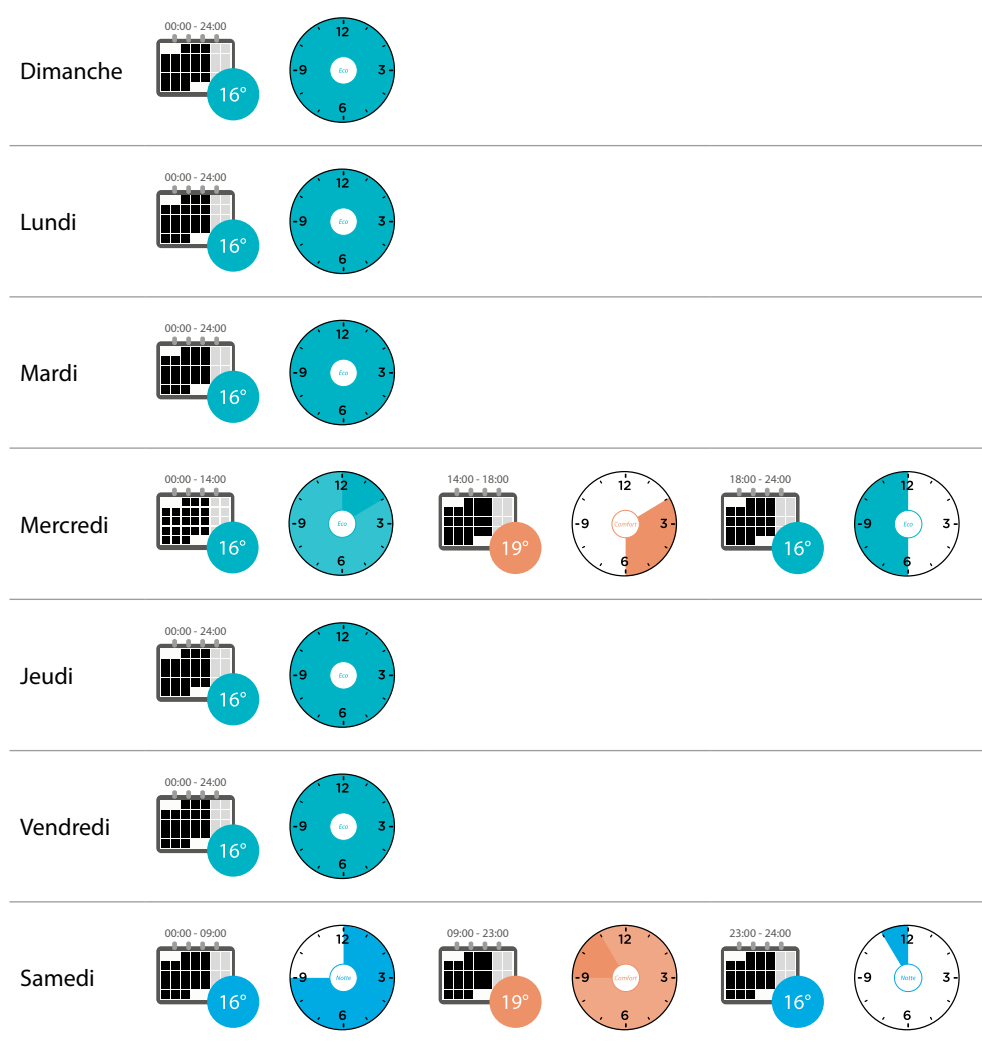 00:00 - 24:00
Dimanche
16°
12
9
3
6
Eco
00:00 - 24:00
Lundi
16°
12
9
3
6
Eco
00:00 - 24:00
Mardi
16°
12
9
3
6
Eco
00:00 - 14:00
14:00 - 18:00
18:00 - 24:00
Mercredi
16°
12
9
3
6
Eco
19°
12
9
3
6
Comfort
16°
12
9
3
6
Eco
00:00 - 24:00
Jeudi
16°
12
9
3
6
Eco
00:00 - 24:00
Vendredi
16°
12
9
3
6
Eco
00:00 - 09:00
09:00 - 23:00
23:00 - 24:00
Samedi
16°
12
9
3
6
Notte
19°
12
9
3
6
Comfort
16°
12
9
3
6
Notte